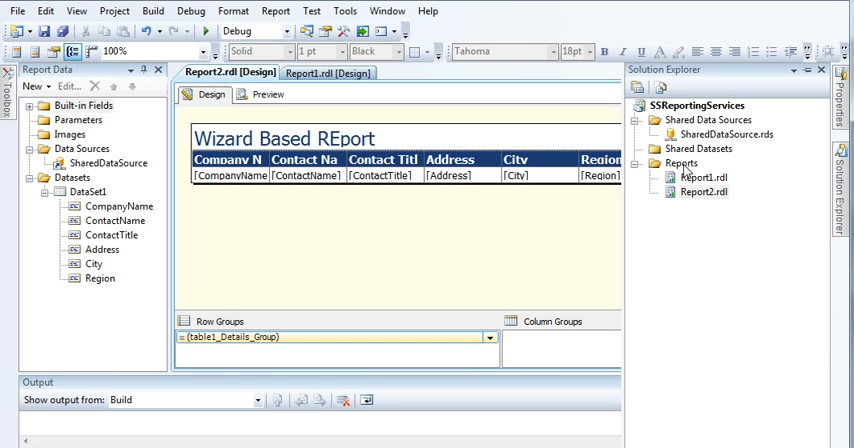 File Edit View Project Build Debug Format Report Test Tools Window Help
Debug
100% Solid 1 pt Black Tahoma 18pt B I U A
Toolbox
Report Data
New Edit...
Built-in Fields
Parameters
Images
Data Sources
SharedDataSource
Datasets
DataSet1
CompanyName
ContactName
ContactTitle
Address
City
Region
Report2.rdl [Design] Report1.rdl [Design]
Design Preview
Wizard Based REport
Company N Contact Na Contact Titl Address City Region
[CompanyName [ContactName] [ContactTitle] [Address] [City] [Region]
Row Groups Column Groups
(table1_Details_Group)
Solution Explorer
SSReportingServices
Shared Data Sources
SharedDataSource.rds
Shared Datasets
Reports
Report1.rdl
Report2.rdl
Properties
Solution Explorer
Output
Show output from: Build